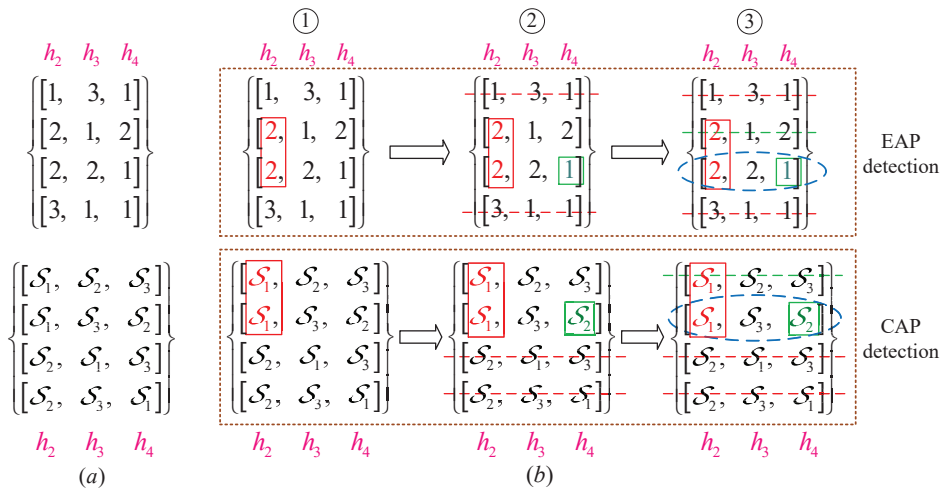 ① ② ③
h₂ h₃ h₄ h₂ h₃ h₄ h₂ h₃ h₄ h₂ h₃ h₄
{[1, 3, 1] [2, 1, 2] [2, 2, 1] [3, 1, 1]}
{[1, 3, 1] [2, 1, 2] [2, 2, 1] [3, 1, 1]}
{[1, 3, 1] [2, 1, 2] [2, 2, 1] [3, 1, 1]}
{[1, 3, 1] [2, 1, 2] [2, 2, 1] [3, 1, 1]}
EAP
detection
{[𝒮₁, 𝒮₂, 𝒮₃] [𝒮₁, 𝒮₃, 𝒮₂] [𝒮₂, 𝒮₁, 𝒮₃] [𝒮₂, 𝒮₃, 𝒮₁]}
{[𝒮₁, 𝒮₂, 𝒮₃] [𝒮₁, 𝒮₃, 𝒮₂] [𝒮₂, 𝒮₁, 𝒮₃] [𝒮₂, 𝒮₃, 𝒮₁]}
{[𝒮₁, 𝒮₂, 𝒮₃] [𝒮₁, 𝒮₃, 𝒮₂] [𝒮₂, 𝒮₁, 𝒮₃] [𝒮₂, 𝒮₃, 𝒮₁]}
{[𝒮₁, 𝒮₂, 𝒮₃] [𝒮₁, 𝒮₃, 𝒮₂] [𝒮₂, 𝒮₁, 𝒮₃] [𝒮₂, 𝒮₃, 𝒮₁]}
CAP
detection
h₂ h₃ h₄ h₂ h₃ h₄ h₂ h₃ h₄ h₂ h₃ h₄
(a) (b)